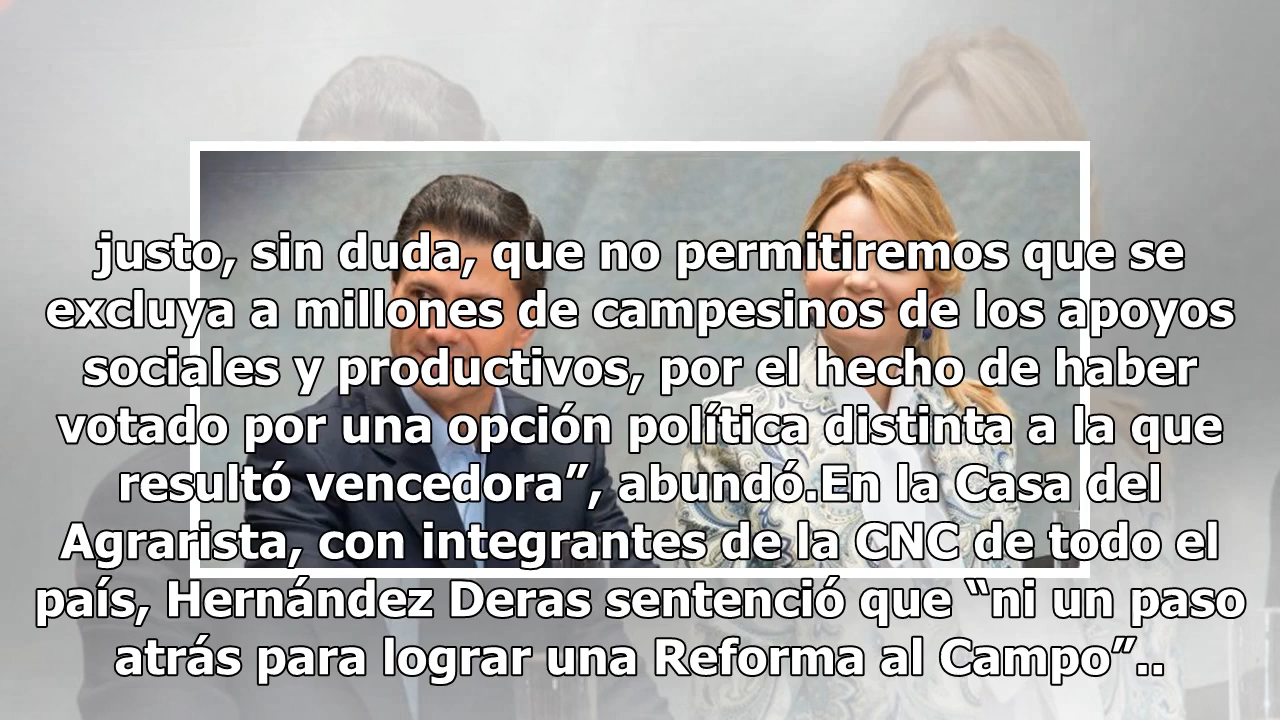 justo, sin duda, que no permitiremos que se
excluya a millones de campesinos de los apoyos
sociales y productivos, por el hecho de haber
votado por una opción política distinta a la que
resultó vencedora”, abundó.En la Casa del
Agrarista, con integrantes de la CNC de todo el
país, Hernández Deras sentenció que “ni un paso
atrás para lograr una Reforma al Campo”..